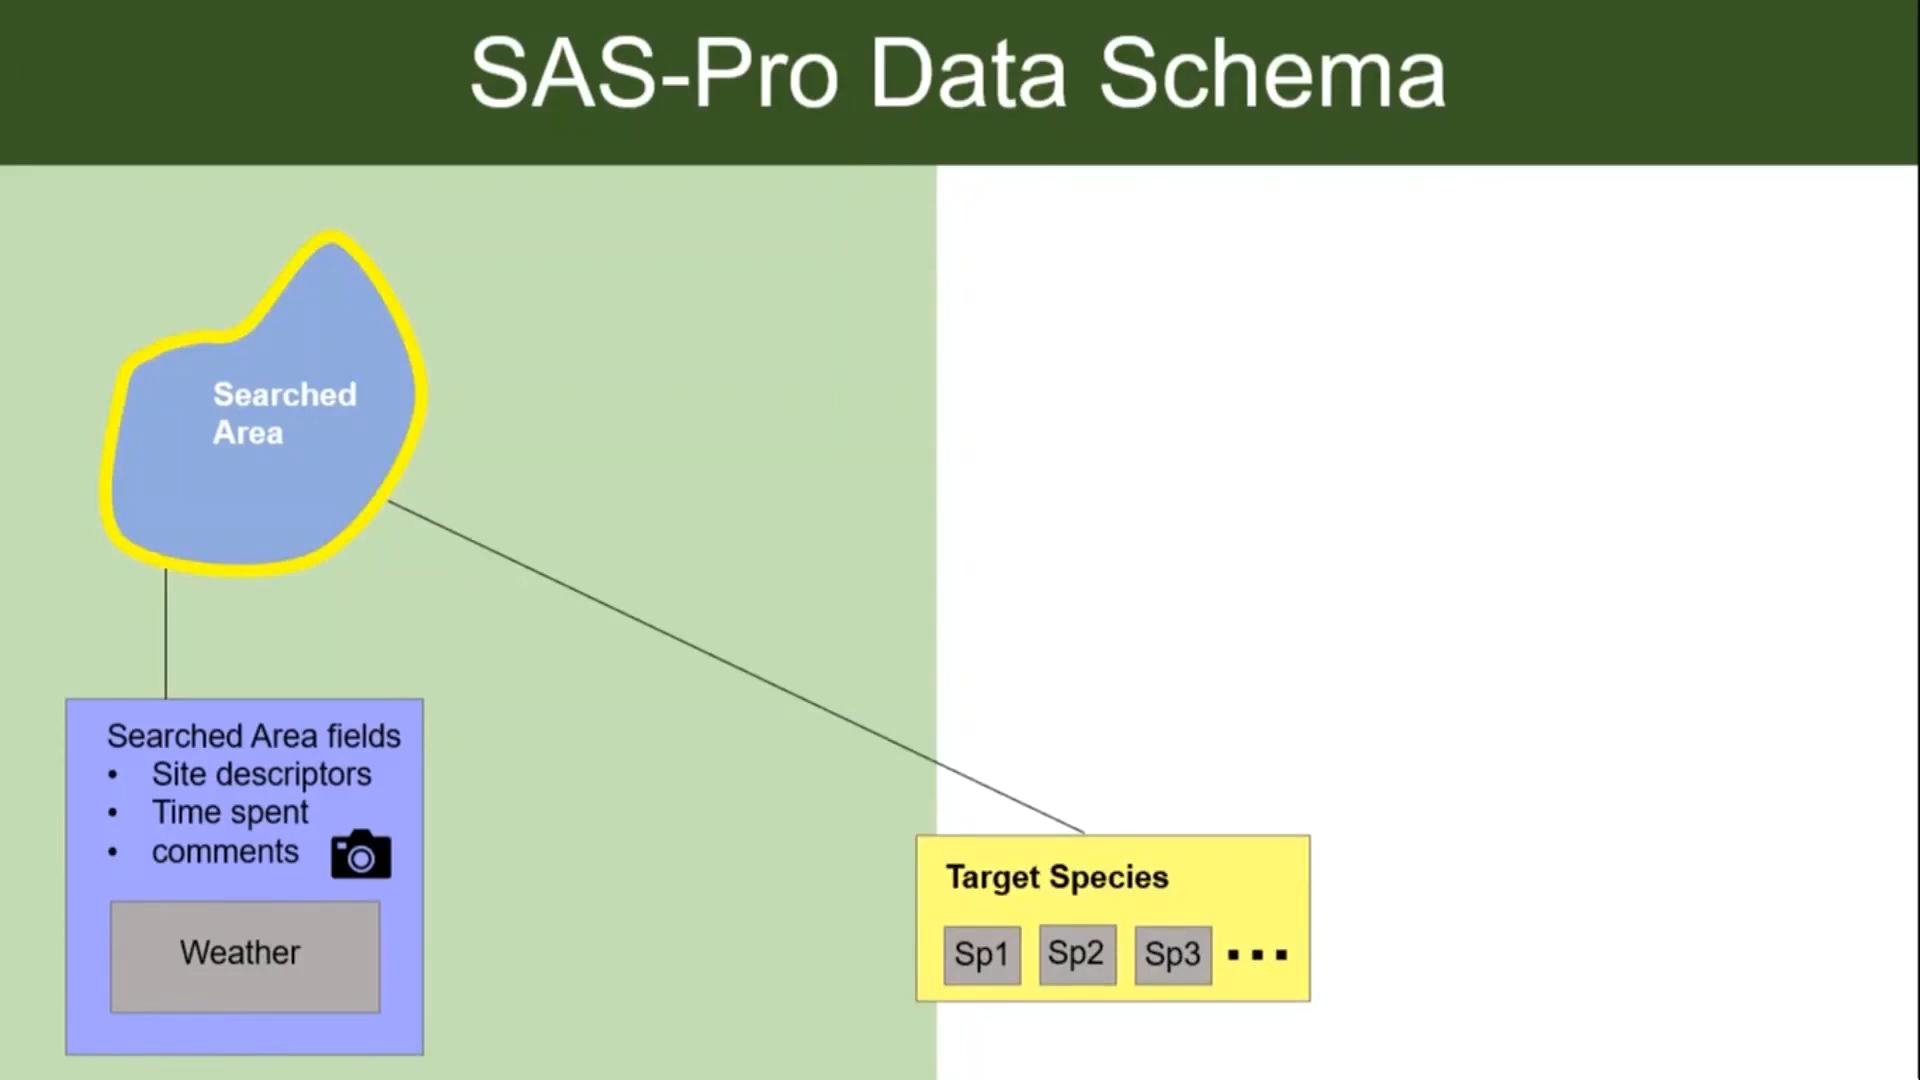 SAS-Pro Data Schema
Searched
Area
Searched Area fields
• Site descriptors
• Time spent
• comments
Weather
Target Species
Sp1 Sp2 Sp3 ...